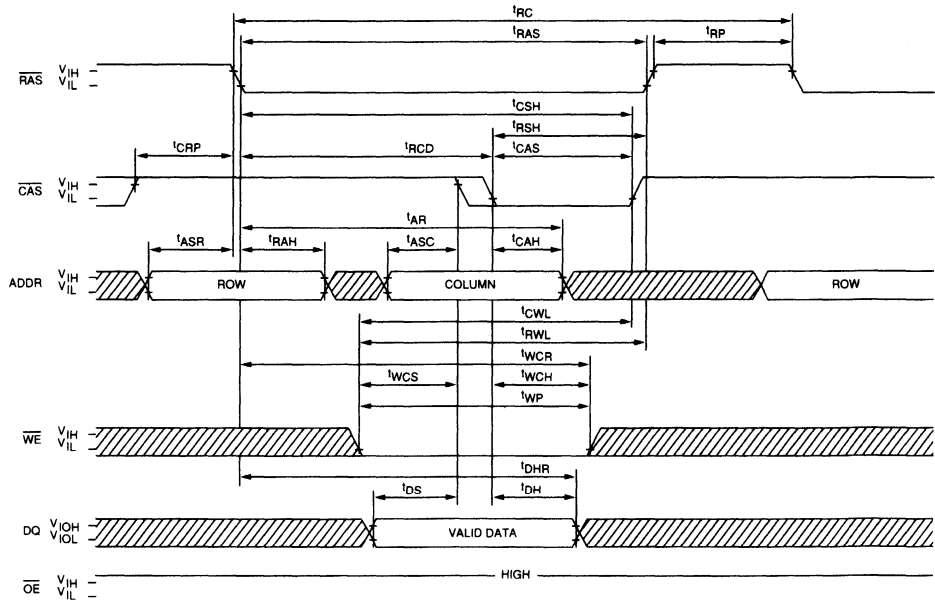 tRC
tRAS
tRP
RAS VIH
VIL
tCSH
tRSH
tCRP
tRCD
tCAS
CAS VIH
VIL
tAR
tASR
tRAH
tASC
tCAH
ADDR VIH
VIL
ROW
COLUMN
ROW
tCWL
tRWL
tWCR
tWCS
tWCH
tWP
WE VIH
VIL
tDHR
tDS
tDH
DQ VIOH
VIOL
VALID DATA
HIGH
OE VIH
VIL